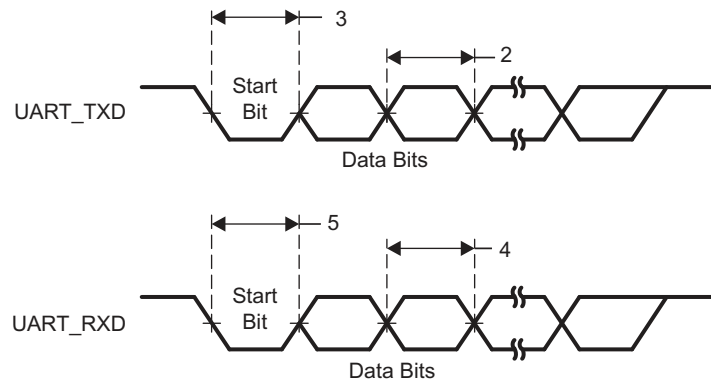 3
2
Start
Bit
UART_TXD
Data Bits
5
4
Start
Bit
UART_RXD
Data Bits